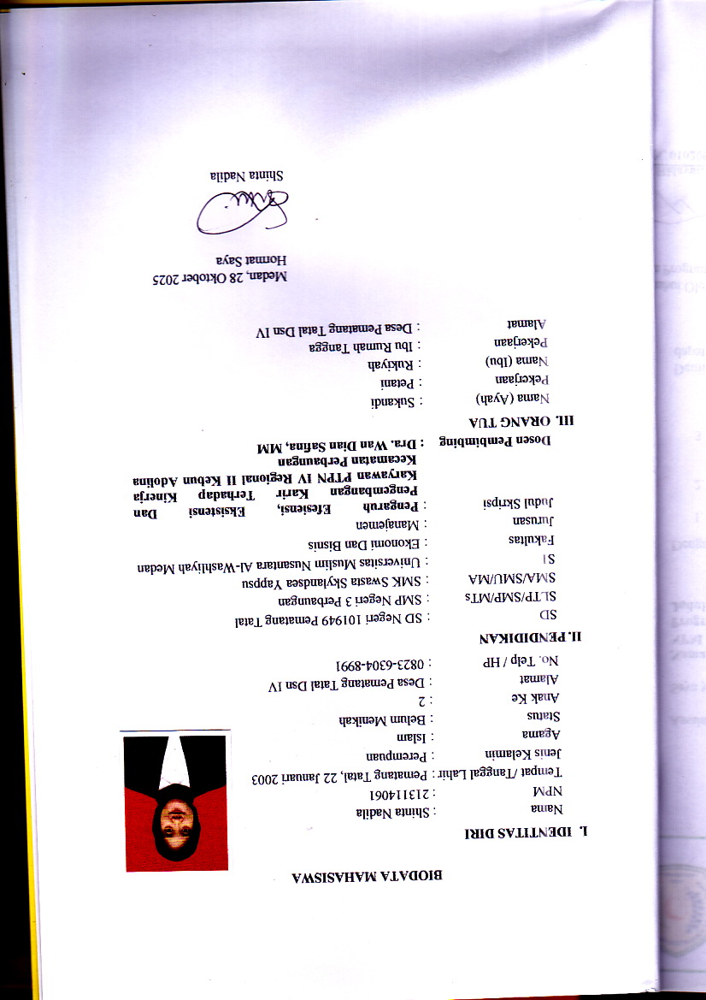 BIODATA MAHASISWA
I. IDENTITAS DIRI
Nama : Shinta Nadila
NPM : 213114061
Tempat /Tanggal Lahir : Pematang Tatal, 22 Januari 2003
Jenis Kelamin : Perempuan
Agama : Islam
Status : Belum Menikah
Anak Ke : 2
Alamat : Desa Pematang Tatal Dsn IV
No. Telp / HP : 0823-6304-8991
II. PENDIDIKAN
SD : SD Negeri 101949 Pematang Tatal
SLTP/SMP/MTs : SMP Negeri 3 Perbaungan
SMA/SMU/MA : SMK Swasta Skylandsea Yappsu
S1 : Universitas Muslim Nusantara Al-Washliyah Medan
Fakultas : Ekonomi Dan Bisnis
Jurusan : Manajemen
Judul Skripsi : Pengaruh Efesiensi, Eksistensi Dan
Pengembangan Karir Terhadap Kinerja
Karyawan PTPN IV Regional II Kebun Adolina
Kecamatan Perbaungan
Dosen Pembimbing : Dra. Wan Dian Safina, MM
III. ORANG TUA
Nama (Ayah) : Sukandi
Pekerjaan : Petani
Nama (Ibu) : Rukiyah
Pekerjaan : Ibu Rumah Tangga
Alamat : Desa Pematang Tatal Dsn IV
Medan, 28 Oktober 2025
Hormat Saya
Shinta Nadila